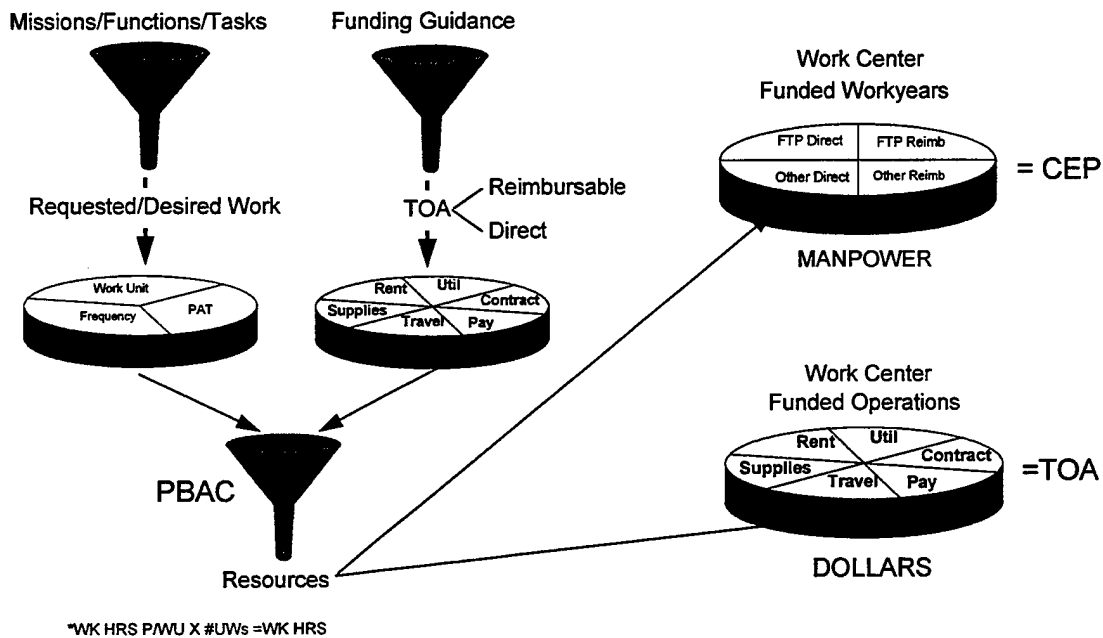 Missions/Functions/Tasks
Funding Guidance
Requested/Desired Work
TOA
Reimbursable
Direct
Work Unit
Frequency
PAT
Rent
Util
Contract
Supplies
Travel
Pay
PBAC
Resources
*WK HRS P/WU X #UWs =WK HRS
Work Center
Funded Workyears
FTP Direct
FTP Reimb
Other Direct
Other Reimb
= CEP
MANPOWER
Work Center
Funded Operations
Rent
Util
Contract
Supplies
Travel
Pay
=TOA
DOLLARS